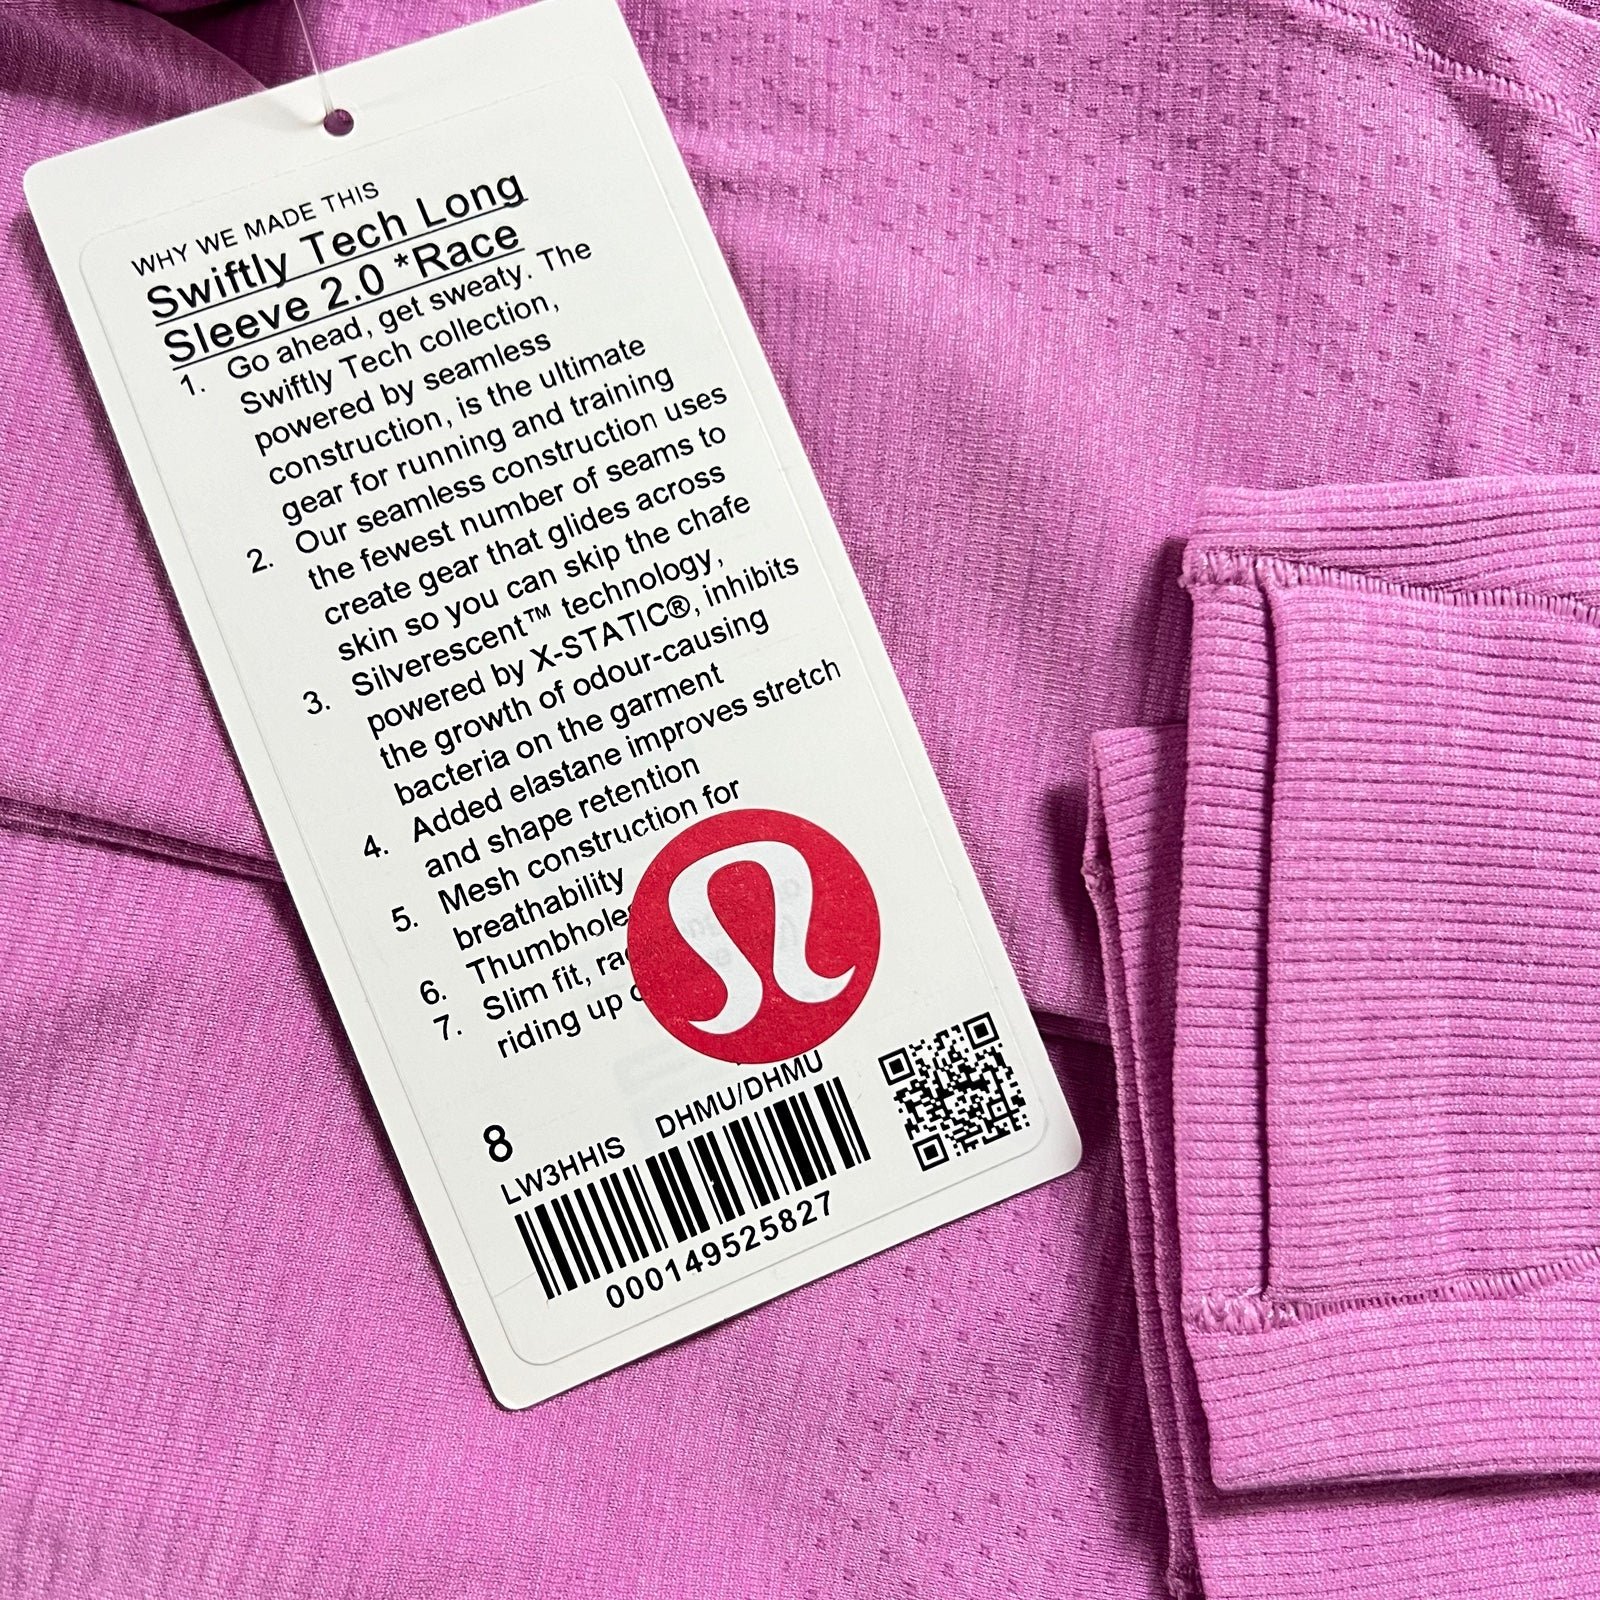 WHY WE MADE THIS
Swiftly Tech Long
Sleeve 2.0 *Race
1. Go ahead, get sweaty. The
Swiftly Tech collection,
powered by seamless
construction, is the ultimate
gear for running and training
2. Our seamless construction uses
the fewest number of seams to
create gear that glides across
skin so you can skip the chafe
3. Silverescent™ technology,
powered by X-STATIC®, inhibits
the growth of odour-causing
bacteria on the garment
4. Added elastane improves stretch
and shape retention
5. Mesh construction for
breathability
6. Thumbholes
7. Slim fit,
riding up
8
LW3HHIS DHMU/DHMU
000149525827